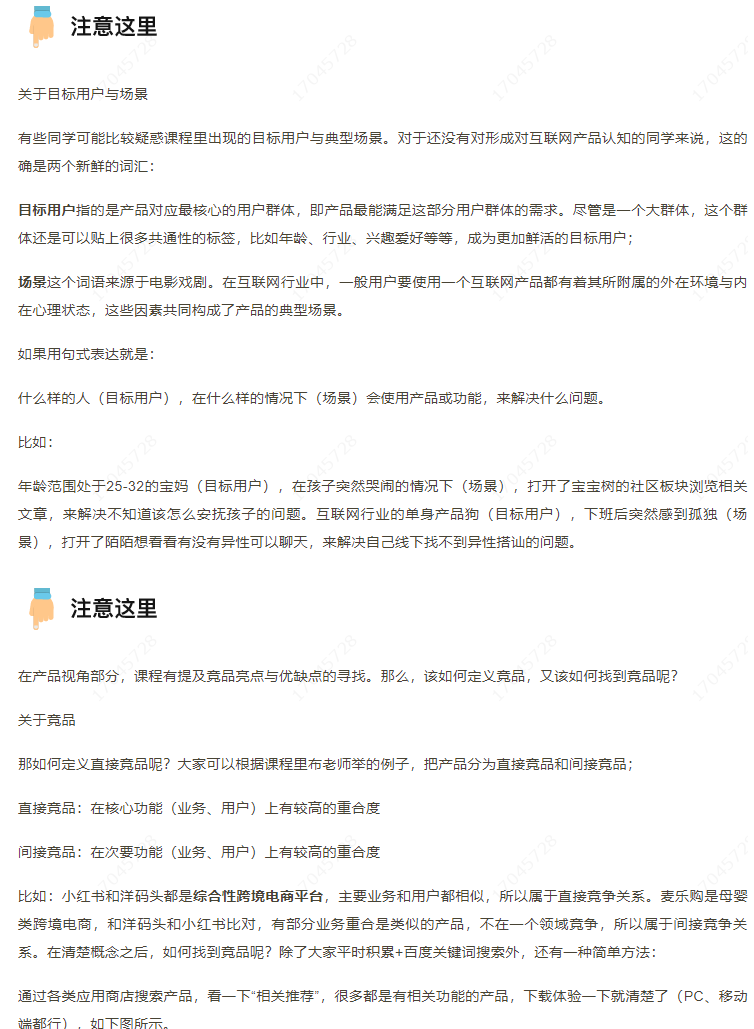 注意这里
关于目标用户与场景
有些同学可能比较疑惑课程里出现的目标用户与典型场景。对于还没有对形成对互联网产品认知的同学来说，这的
确是两个新鲜的词汇：
目标用户指的是产品对应最核心的用户群体，即产品最能满足这部分用户群体的需求。尽管是一个大群体，这个群
体还是可以贴上很多共通性的标签，比如年龄、行业、兴趣爱好等等，成为更加鲜活的目标用户；
场景这个词语来源于电影戏剧。在互联网行业中，一般用户要使用一个互联网产品都有着其所附属的外在环境与内
在心理状态，这些因素共同构成了产品的典型场景。
如果用句式表达就是：
什么样的人（目标用户），在什么样的情况下（场景）会使用产品或功能，来解决什么问题。
比如：
年龄范围处于25-32的宝妈（目标用户），在孩子突然哭闹的情况下（场景），打开了宝宝树的社区板块浏览相关
文章，来解决不知道该怎么安抚孩子的问题。互联网行业的单身产品狗（目标用户），下班后突然感到孤独（场
景），打开了陌陌想看看有没有异性可以聊天，来解决自己线下找不到异性搭讪的问题。
注意这里
在产品视角部分，课程有提及竞品亮点与优缺点的寻找。那么，该如何定义竞品，又该如何找到竞品呢？
关于竞品
那如何定义直接竞品呢？大家可以根据课程里布老师举的例子，把产品分为直接竞品和间接竞品；
直接竞品：在核心功能（业务、用户）上有较高的重合度
间接竞品：在次要功能（业务、用户）上有较高的重合度
比如：小红书和洋码头都是综合性跨境电商平台，主要业务和用户都相似，所以属于直接竞争关系。麦乐购是母婴
类跨境电商，和洋码头和小红书比对，有部分业务重合是类似的产品，不在一个领域竞争，所以属于间接竞争关
系。在清楚概念之后，如何找到竞品呢？除了大家平时积累+百度关键词搜索外，还有一种简单方法：
通过各类应用商店搜索产品，看一下“相关推荐”，很多都是有相关功能的产品，下载体验一下就清楚了（PC、移动
端都行），如下图所示。
17045728